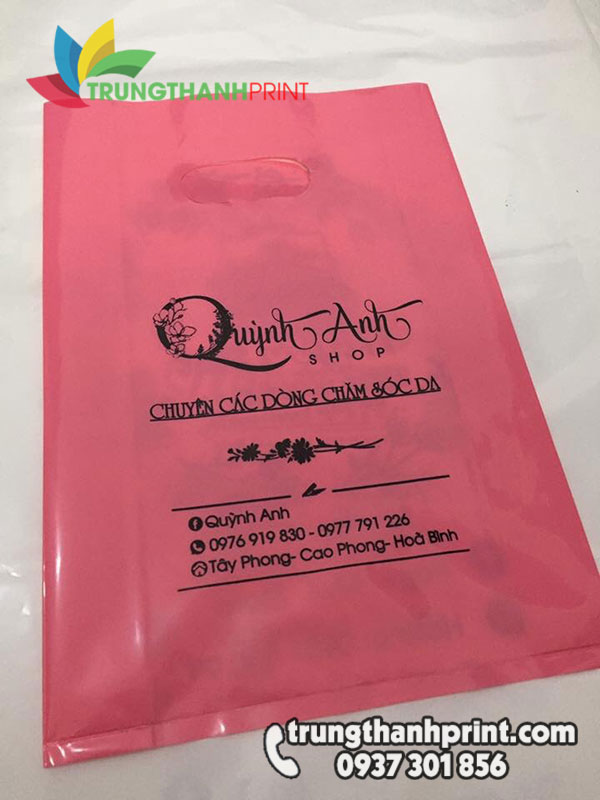 TRUNGTHANHPRINT
Quỳnh Anh
SHOP
CHUYÊN CÁC DÒNG CHĂM SÓC DA
Quỳnh Anh
0976 919 830 - 0977 791 226
Tây Phong- Cao Phong- Hoà Bình
trungthanhprint.com
0937 301 856